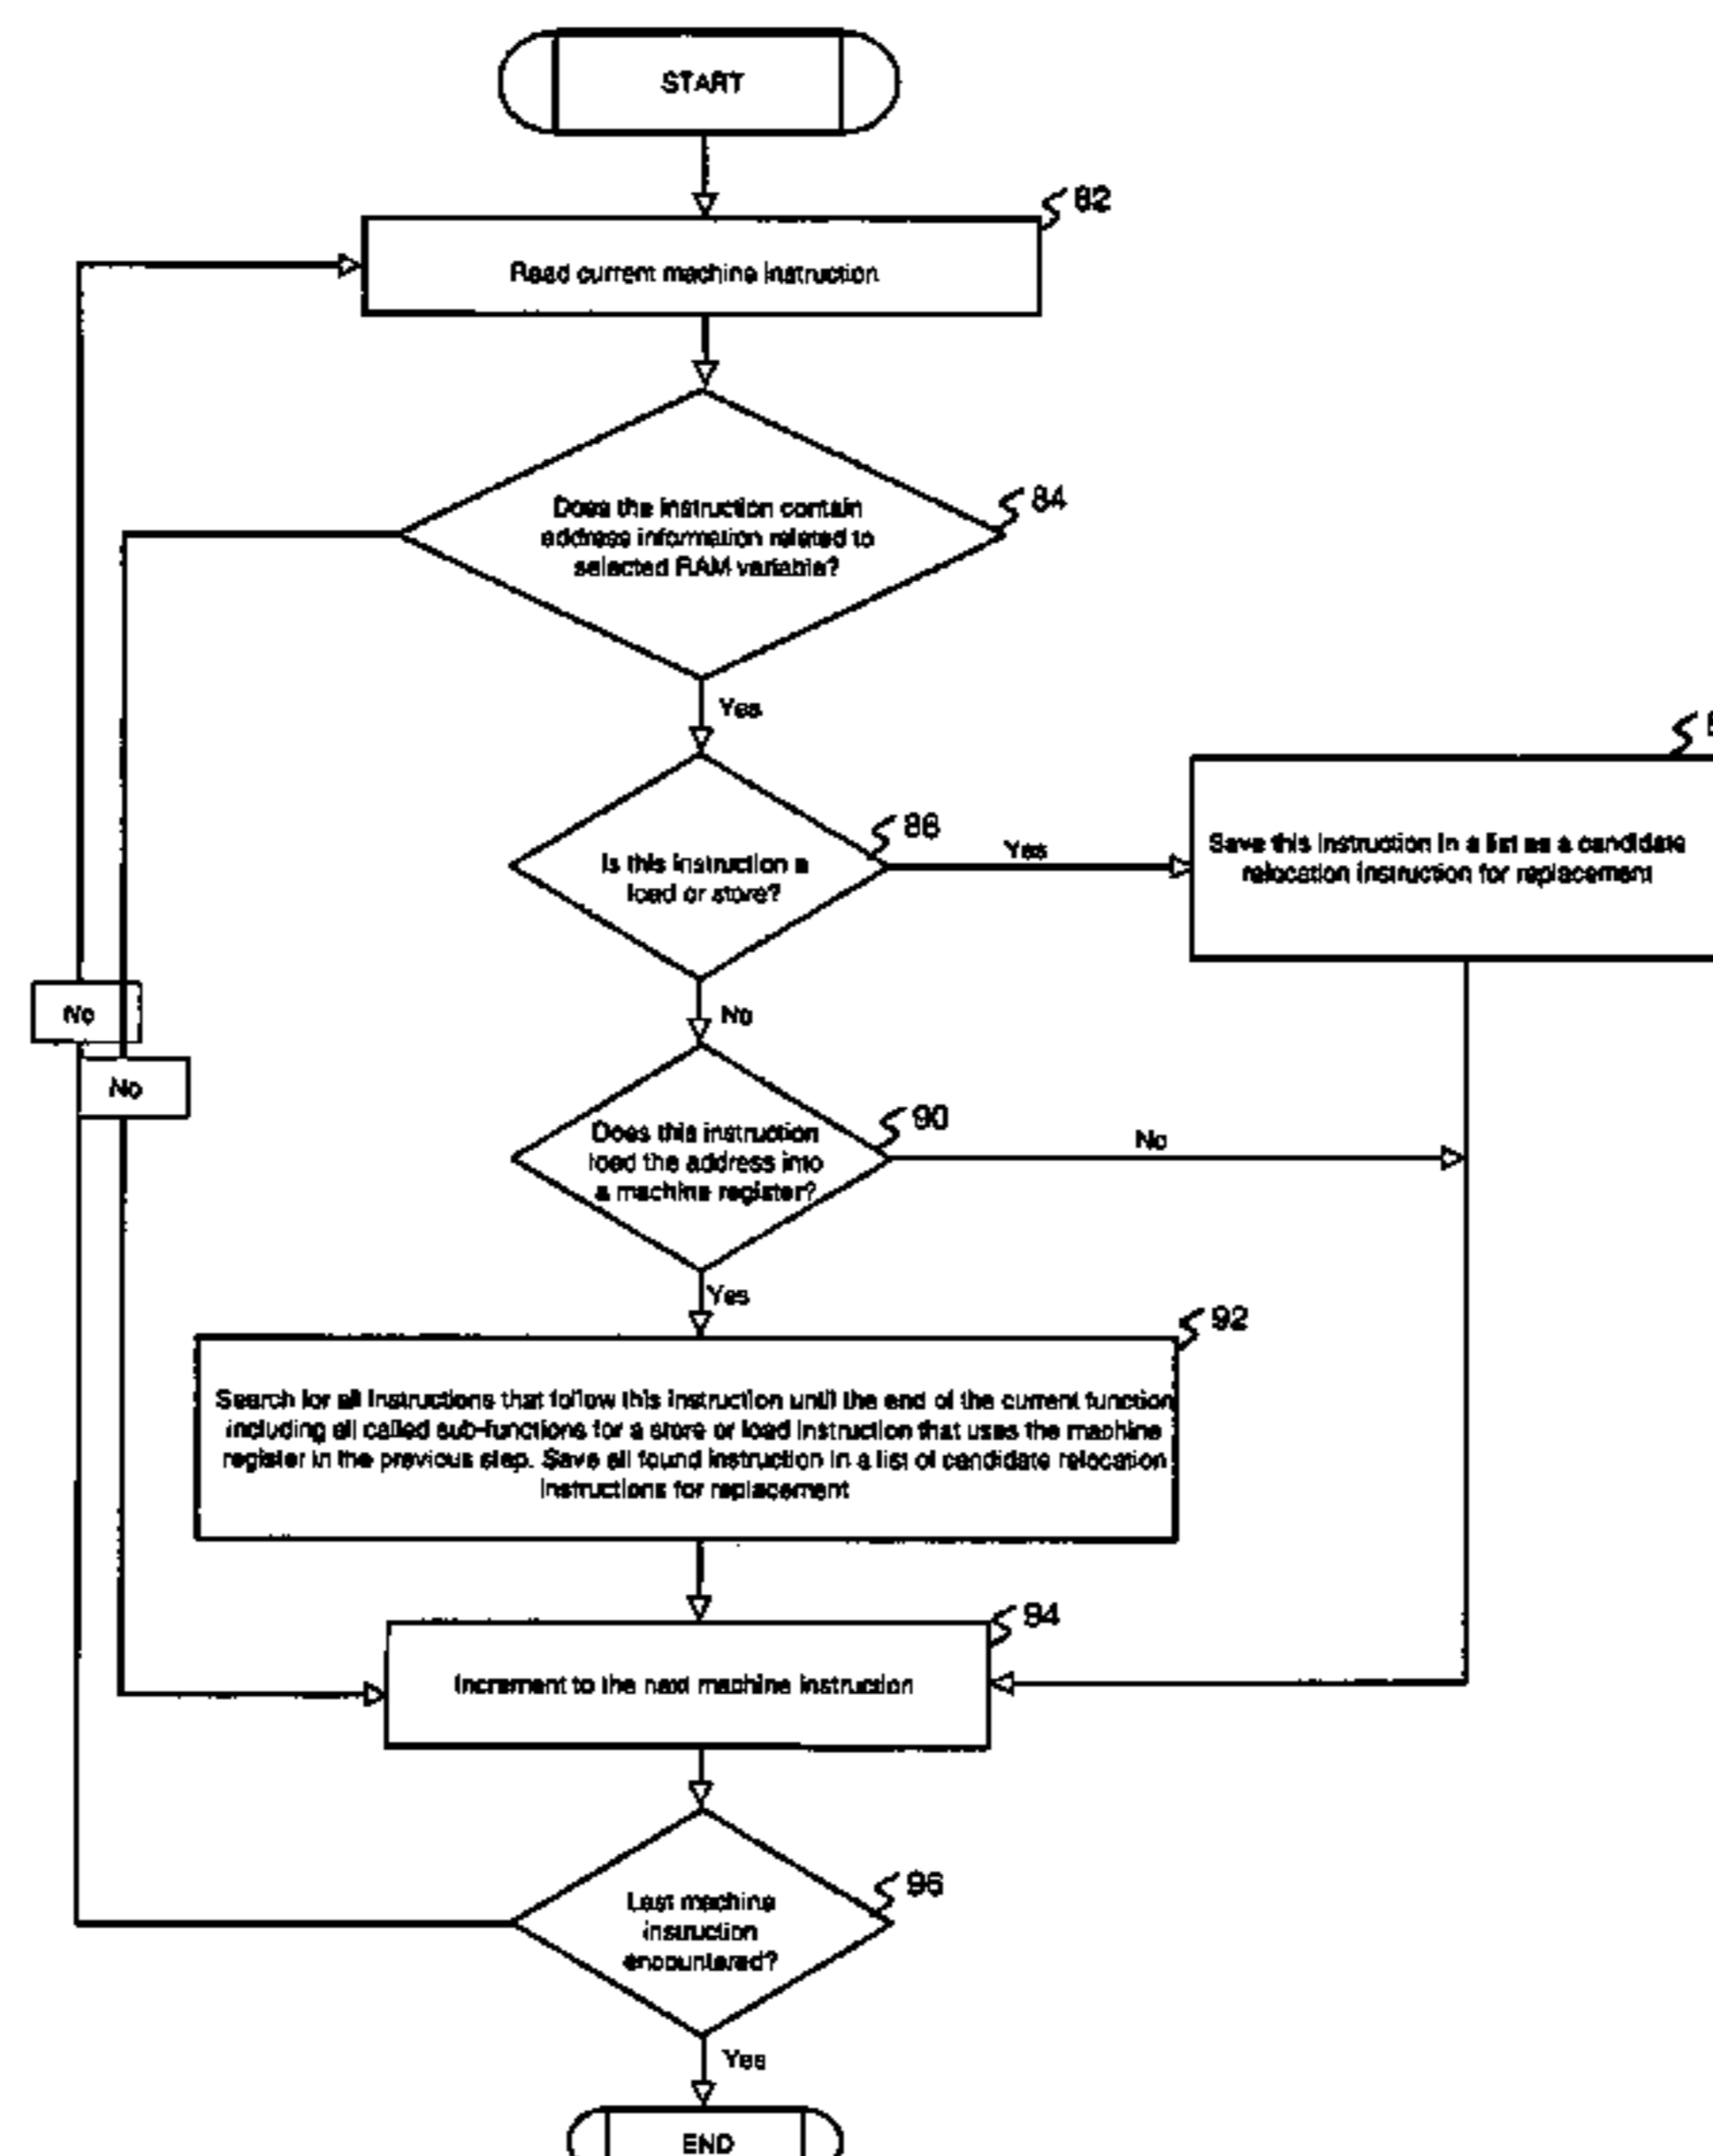 START
82
Read current machine instruction
84
Does the instruction contain
address information related to
selected RAM variable?
Yes
Is this instruction a
load or store?
Yes
Save this instruction in a list as a candidate
relocation instruction for replacement
No
No
No
90
Does this instruction
load the address into
a machine register?
No
Yes
92
Search for all instructions that follow this instruction until the end of the current function
including all called sub-functions for a store or load instruction that uses the machine
register in the previous step. Save all found instruction in a list of candidate relocation
instructions for replacement
94
Increment to the next machine instruction
96
Last machine
instruction
encountered?
Yes
END